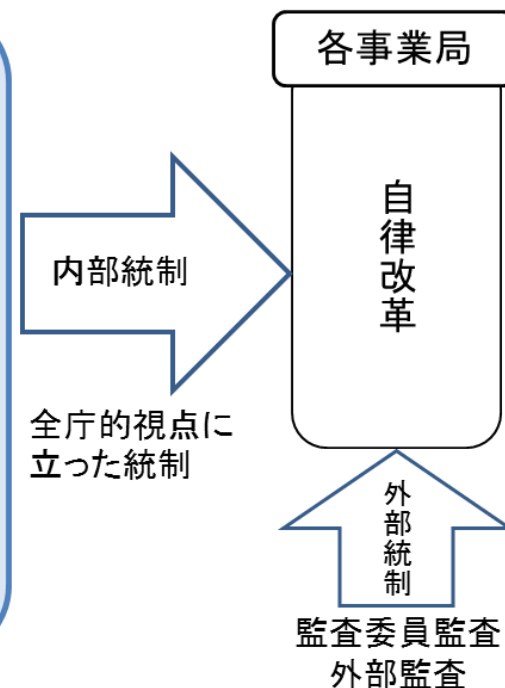 各事業局
自律改革
内部統制
全庁的視点に
立った統制
外部統制
監査委員監査
外部監査